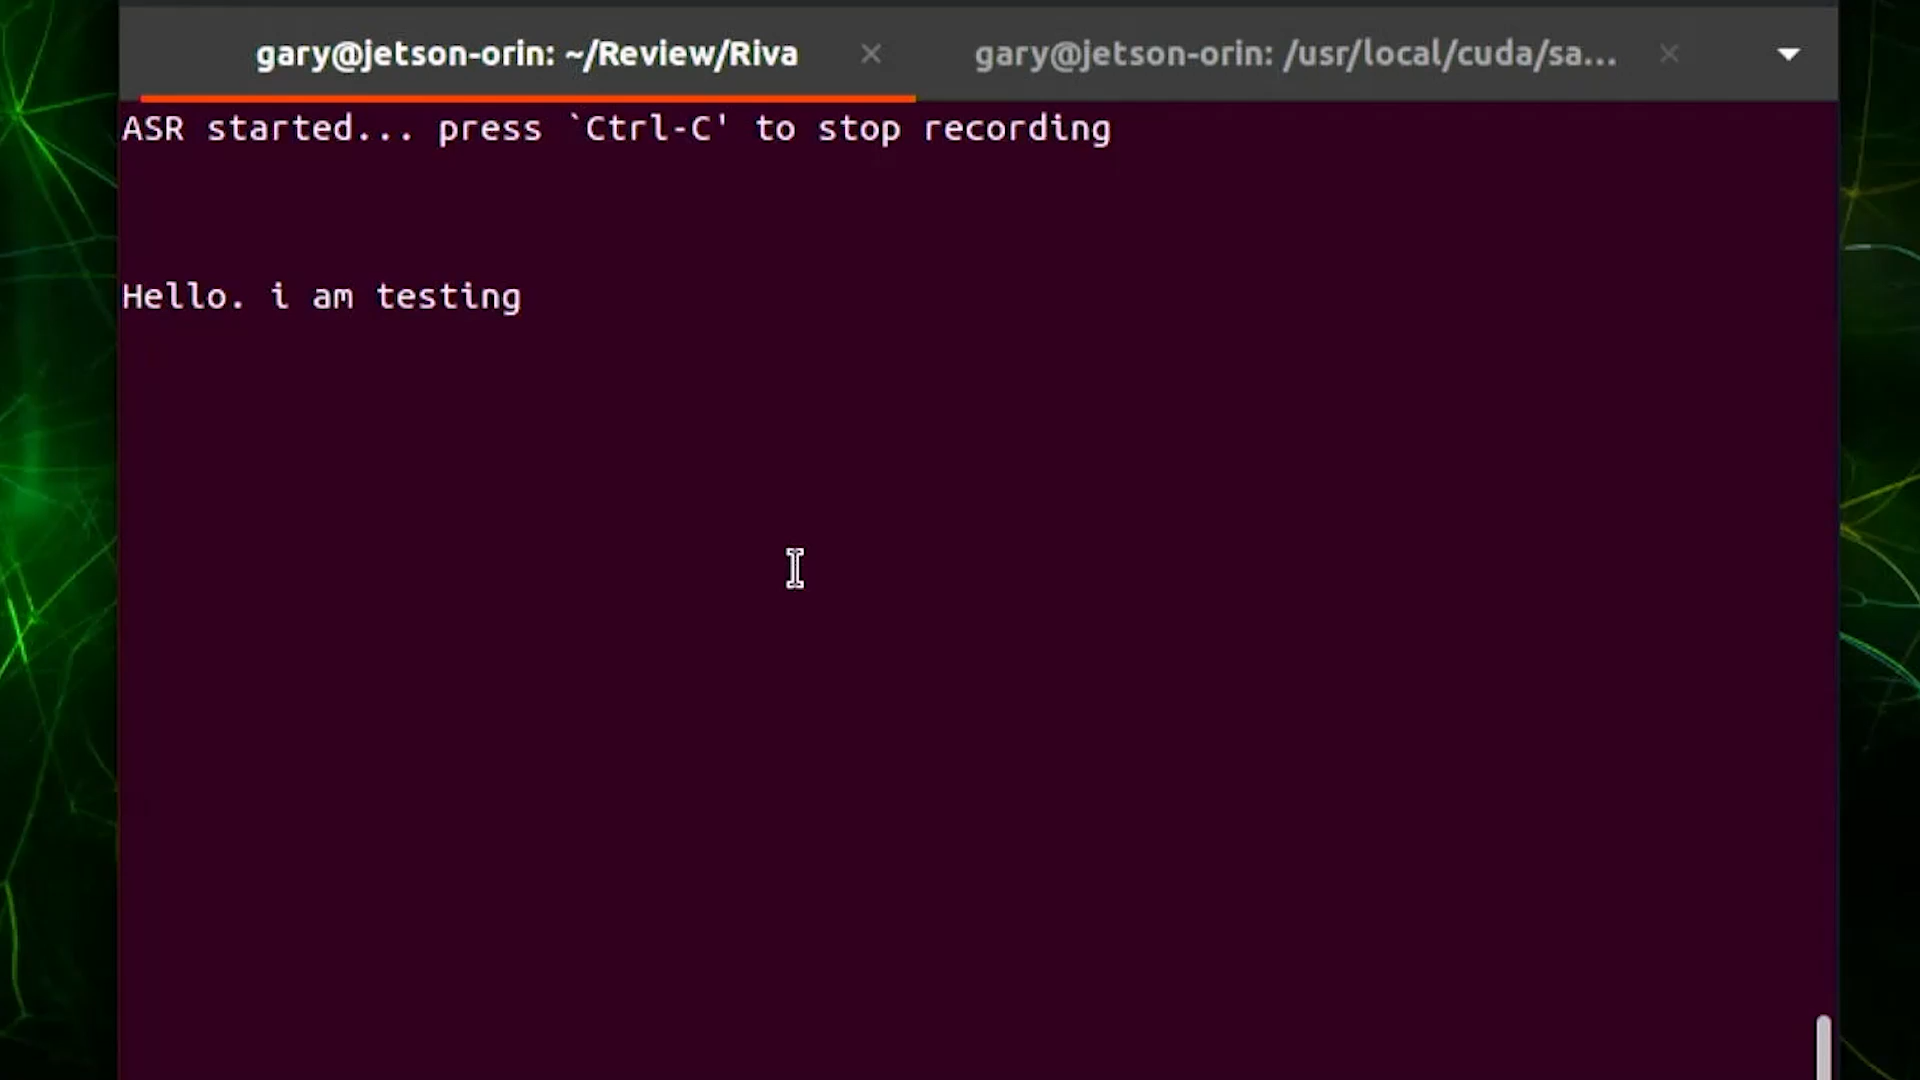 gary@jetson-orin: ~/Review/Riva
gary@jetson-orin: /usr/local/cuda/sa...
ASR started... press `Ctrl-C' to stop recording
Hello. i am testing